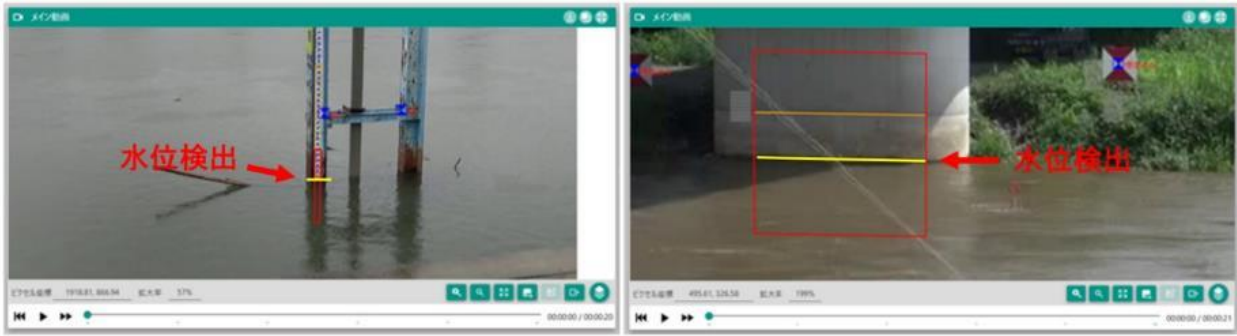 メイン動画
水位検出
ピクセル座標 1918.81, 866.94 拡大率 57%
00:00:00 / 00:00:20
メイン動画
水位検出
ピクセル座標 495.61, 326.58 拡大率 199%
00:00:00 / 00:00:21